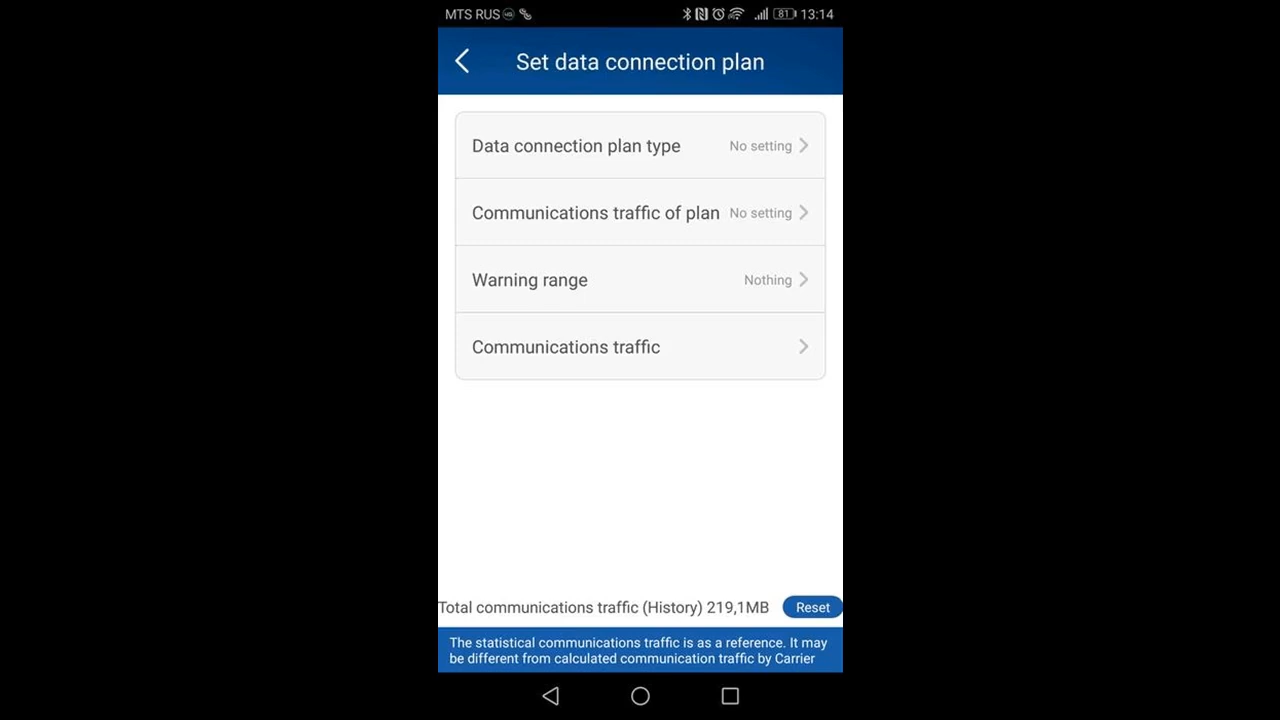 MTS RUS
81 13:14
Set data connection plan
Data connection plan type No setting
Communications traffic of plan No setting
Warning range Nothing
Communications traffic
Total communications traffic (History) 219,1MB Reset
The statistical communications traffic is as a reference. It may
be different from calculated communication traffic by Carrier